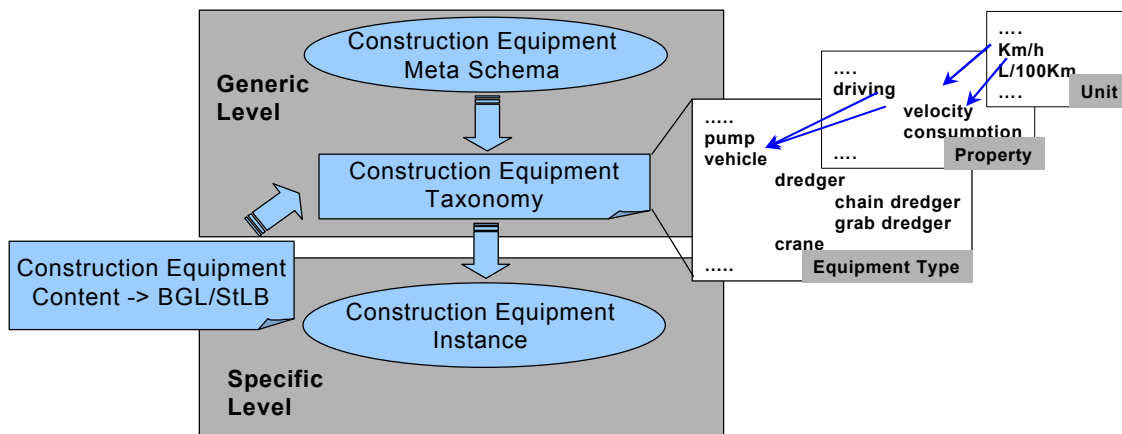 Construction Equipment
Meta Schema
Generic
Level
Construction Equipment
Taxonomy
Construction Equipment
Content -> BGL/StLB
Construction Equipment
Instance
Specific
Level
.....
pump
vehicle
dredger
chain dredger
grab dredger
crane
.....
Equipment Type
....
driving
velocity
consumption
....
Property
....
Km/h
L/100Km
....
Unit